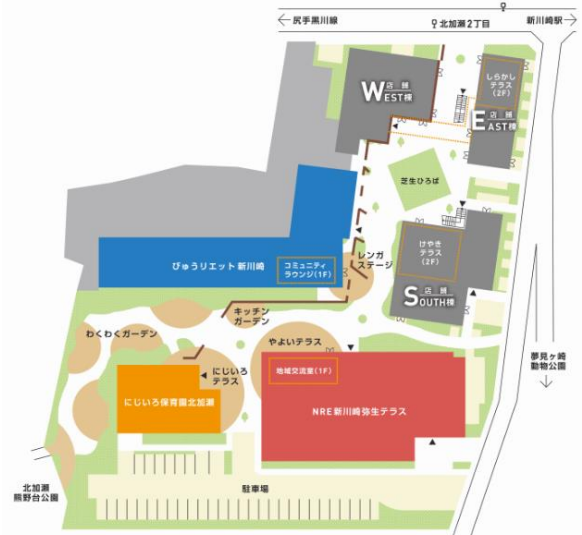 尻手黒川線
新川崎駅
北加瀬2丁目
店舗
WEST棟
しらかし
テラス
(2F)
店舗
EAST棟
芝生ひろば
びゅうリエット新川崎
コミュニティ
ラウンジ(1F)
レンガ
ステージ
けやき
テラス
(2F)
店舗
SOUTH棟
キッチン
ガーデン
わくわくガーデン
やよいテラス
にじいろ
テラス
地域交流室(1F)
にじいろ保育園北加瀬
NRE新川崎弥生テラス
夢見ヶ崎
動物公園
北加瀬
熊野台公園
駐車場